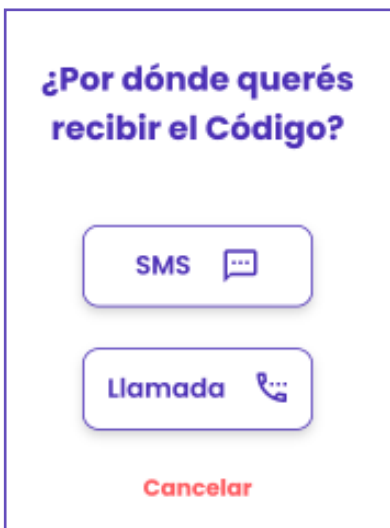 ¿Por dónde querés
recibir el Código?
SMS
Llamada
Cancelar